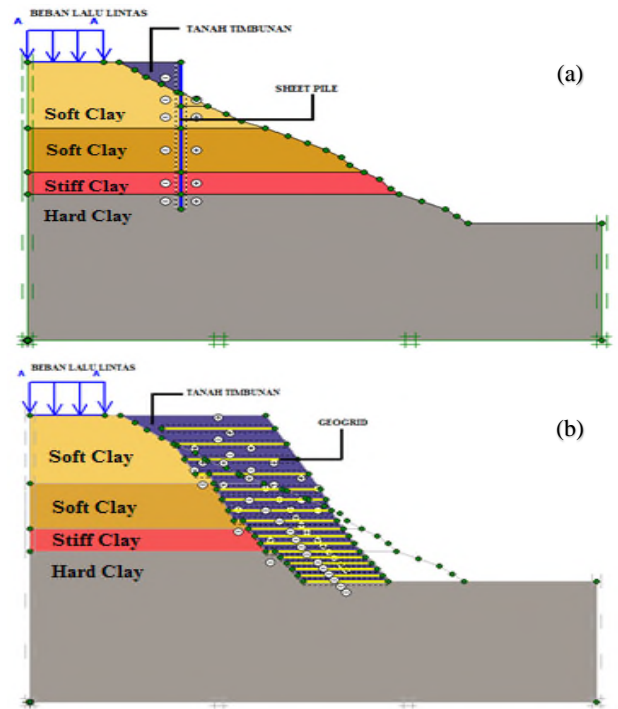 BEBAN LALU LINTAS
A A
TANAH TIMBUNAN
(a)
SHEET PILE
Soft Clay
Soft Clay
Stiff Clay
Hard Clay
BEBAN LALU LINTAS
A A
TANAH TIMBUNAN
(b)
GEOGRID
Soft Clay
Soft Clay
Stiff Clay
Hard Clay